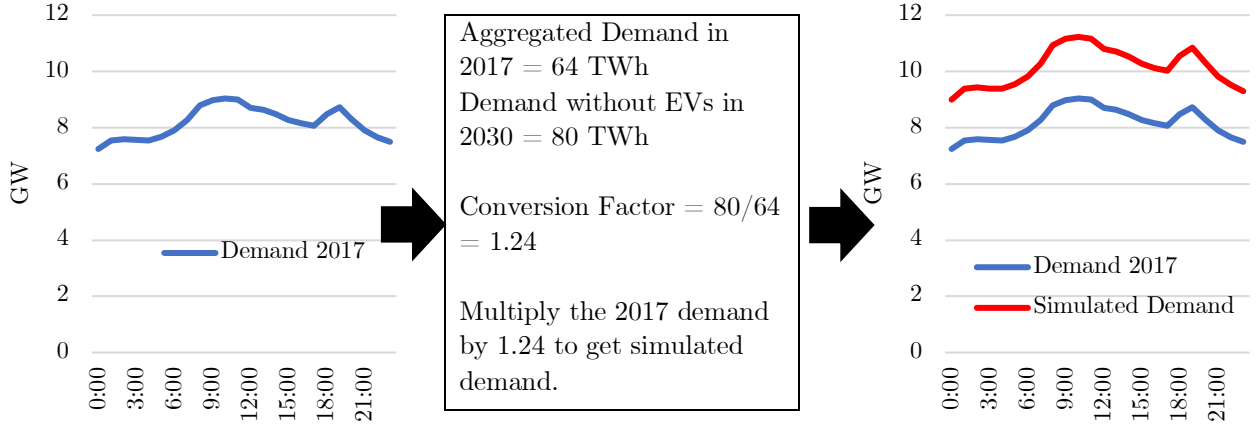 12
10
8
6
4
2
0
GW
Demand 2017
0:00
3:00
6:00
9:00
12:00
15:00
18:00
21:00
Aggregated Demand in
2017 = 64 TWh
Demand without EVs in
2030 = 80 TWh
Conversion Factor = 80/64
= 1.24
Multiply the 2017 demand
by 1.24 to get simulated
demand.
12
10
8
6
4
2
0
GW
Demand 2017
Simulated Demand
0:00
3:00
6:00
9:00
12:00
15:00
18:00
21:00